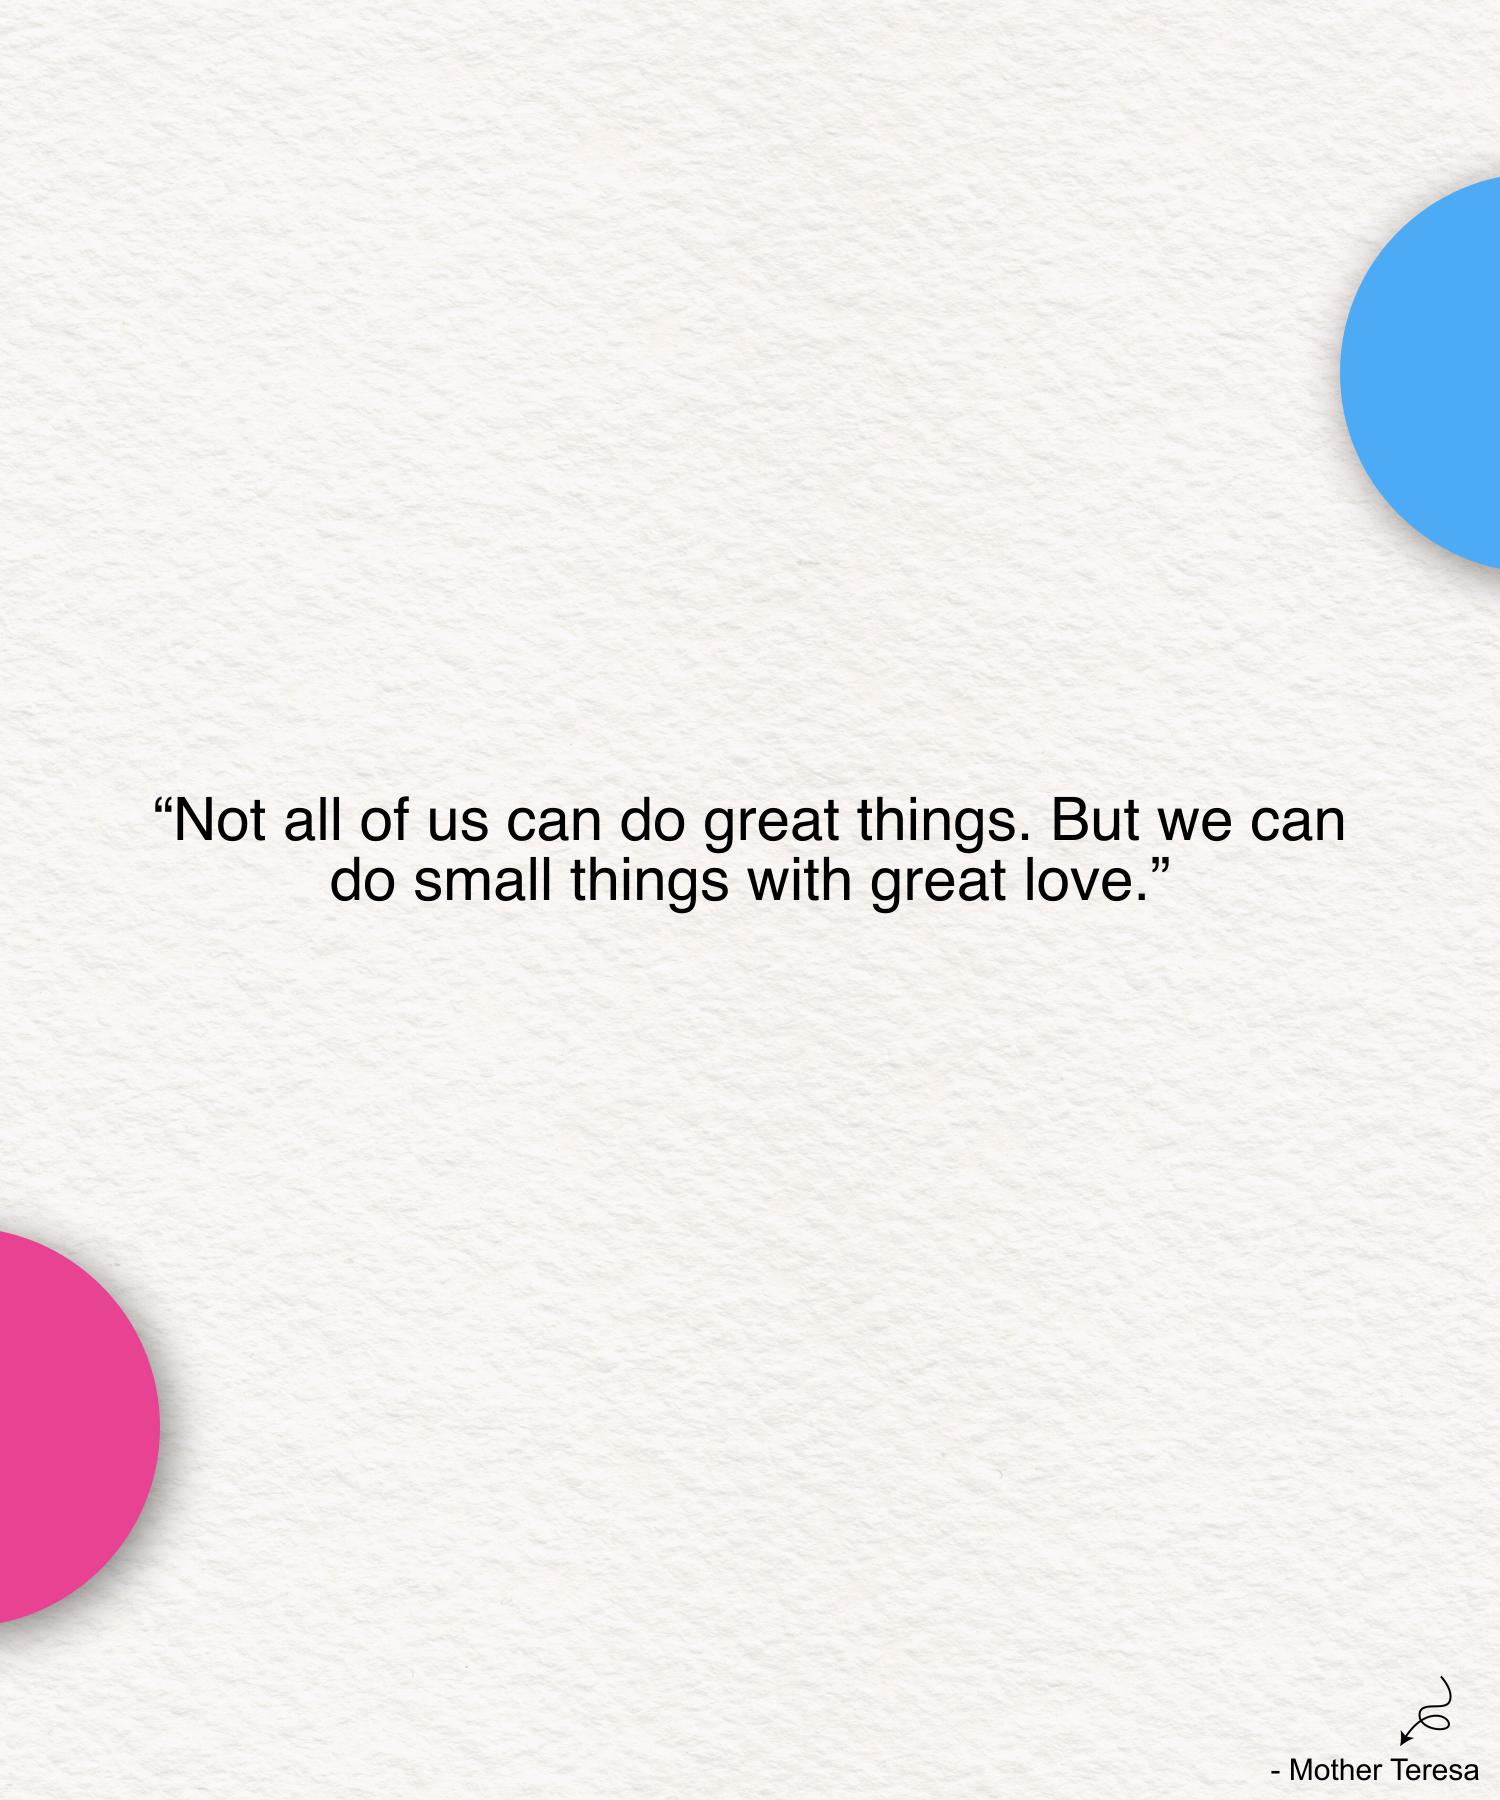 “Not all of us can do great things. But we can
do small things with great love.”
- Mother Teresa